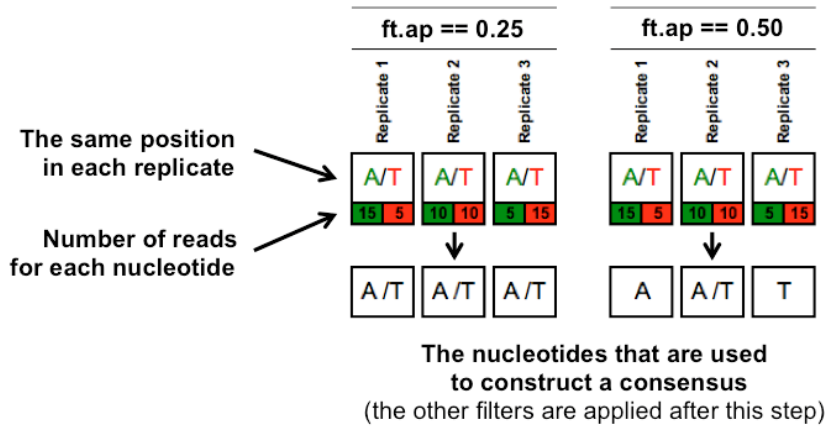 ft.ap == 0.25 ft.ap == 0.50
Replicate 1 Replicate 2 Replicate 3 Replicate 1 Replicate 2 Replicate 3
The same position
in each replicate
A/T A/T A/T A/T A/T A/T
15 5 10 10 5 15 15 5 10 10 5 15
Number of reads
for each nucleotide
A /T A /T A /T A A /T T
The nucleotides that are used
to construct a consensus
(the other filters are applied after this step)